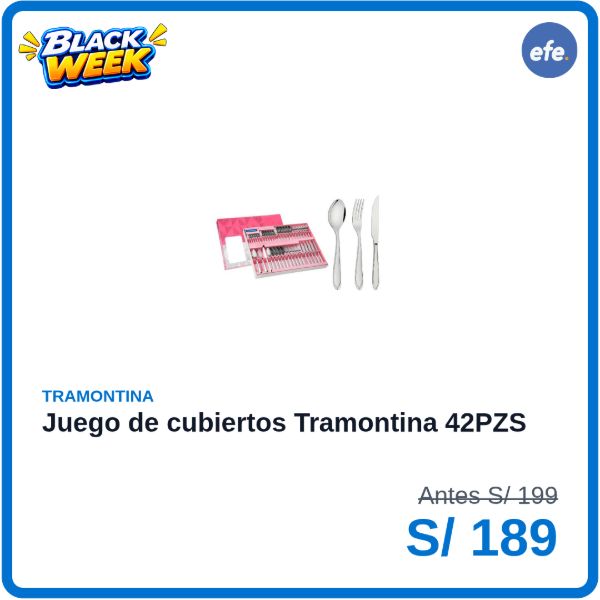 BLACK
WEEK
efe.
TRAMONTINA
Juego de cubiertos Tramontina 42PZS
Antes S/ 199
S/ 189